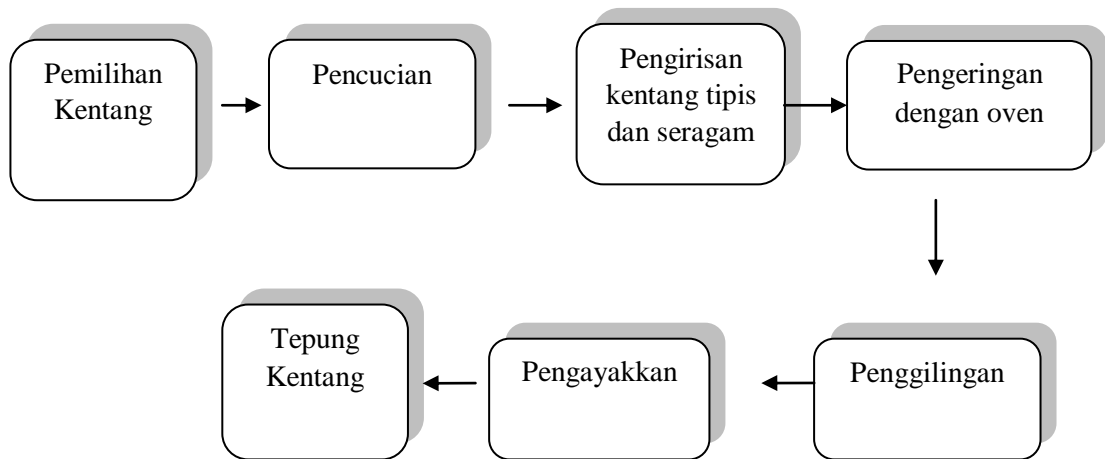 Pemilihan
Kentang
Pencucian
Pengirisan
kentang tipis
dan seragam
Pengeringan
dengan oven
Penggilingan
Pengayakkan
Tepung
Kentang